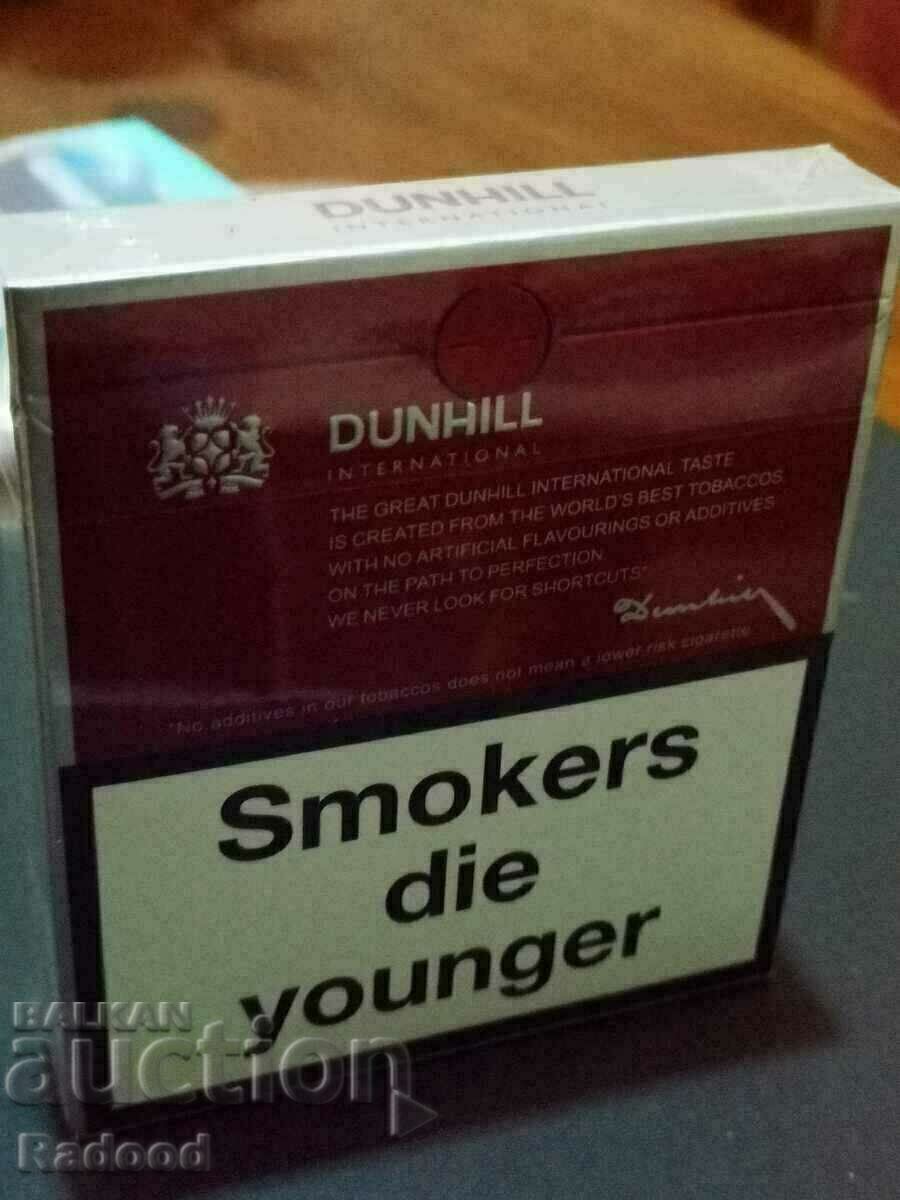 DUNHILL
INTERNATIONAL
DUNHILL
INTERNATIONAL
THE GREAT DUNHILL INTERNATIONAL TASTE
IS CREATED FROM THE WORLD'S BEST TOBACCOS
WITH NO ARTIFICIAL FLAVOURINGS OR ADDITIVES
ON THE PATH TO PERFECTION.
WE NEVER LOOK FOR SHORTCUTS"
Dunhill
"No additives in our tobaccos does not mean a lower risk cigarette
Smokers
die
younger
BALKAN
auction
Radood